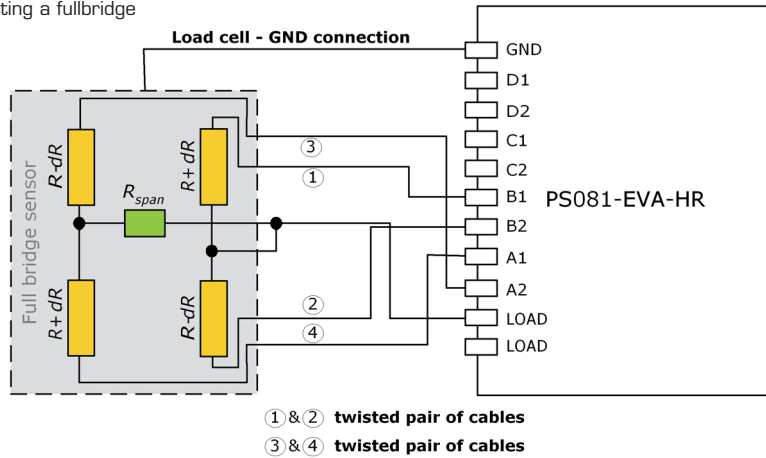 ting a fullbridge
Load cell - GND connection
GND
D1
D2
C1
C2
B1
B2
A1
A2
LOAD
LOAD
PS081-EVA-HR
Full bridge sensor
R-dR
R+dR
Rspan
R+dR
R-dR
3
1
2
4
1 & 2 twisted pair of cables
3 & 4 twisted pair of cables